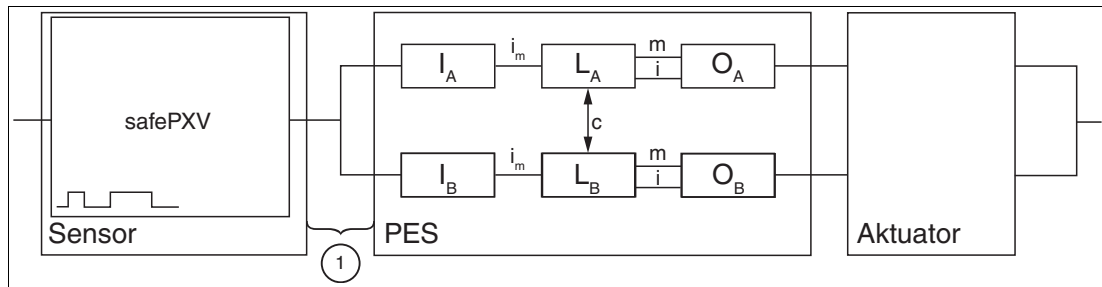 i_m m
I_A L_A i O_A
safePXV c
i_m m
I_B L_B i O_B
Sensor PES Aktuator
1